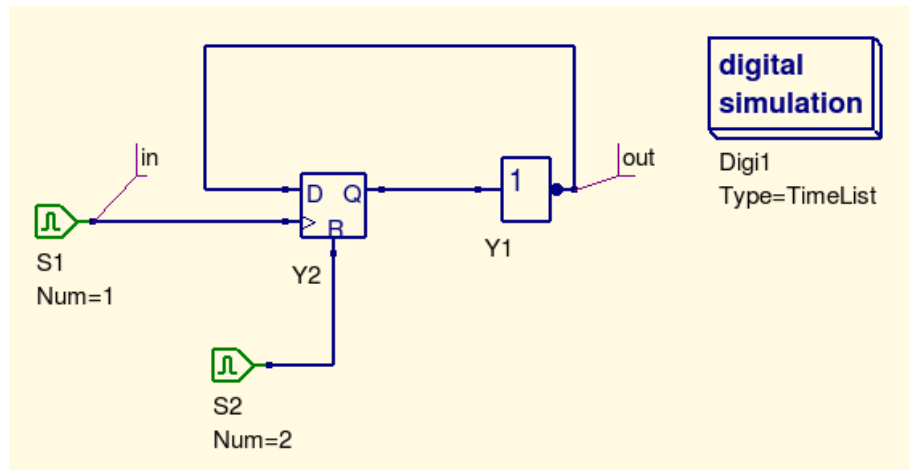 digital
simulation
Digi1
Type=TimeList
in
out
D Q
R
1
S1
Num=1
Y2
Y1
S2
Num=2